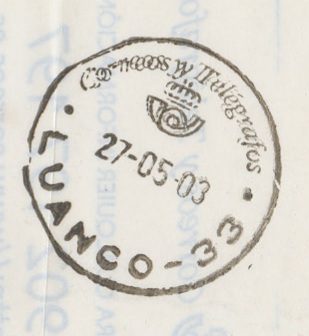 Correos y Telégrafos
27-05-03
LUANCO-33